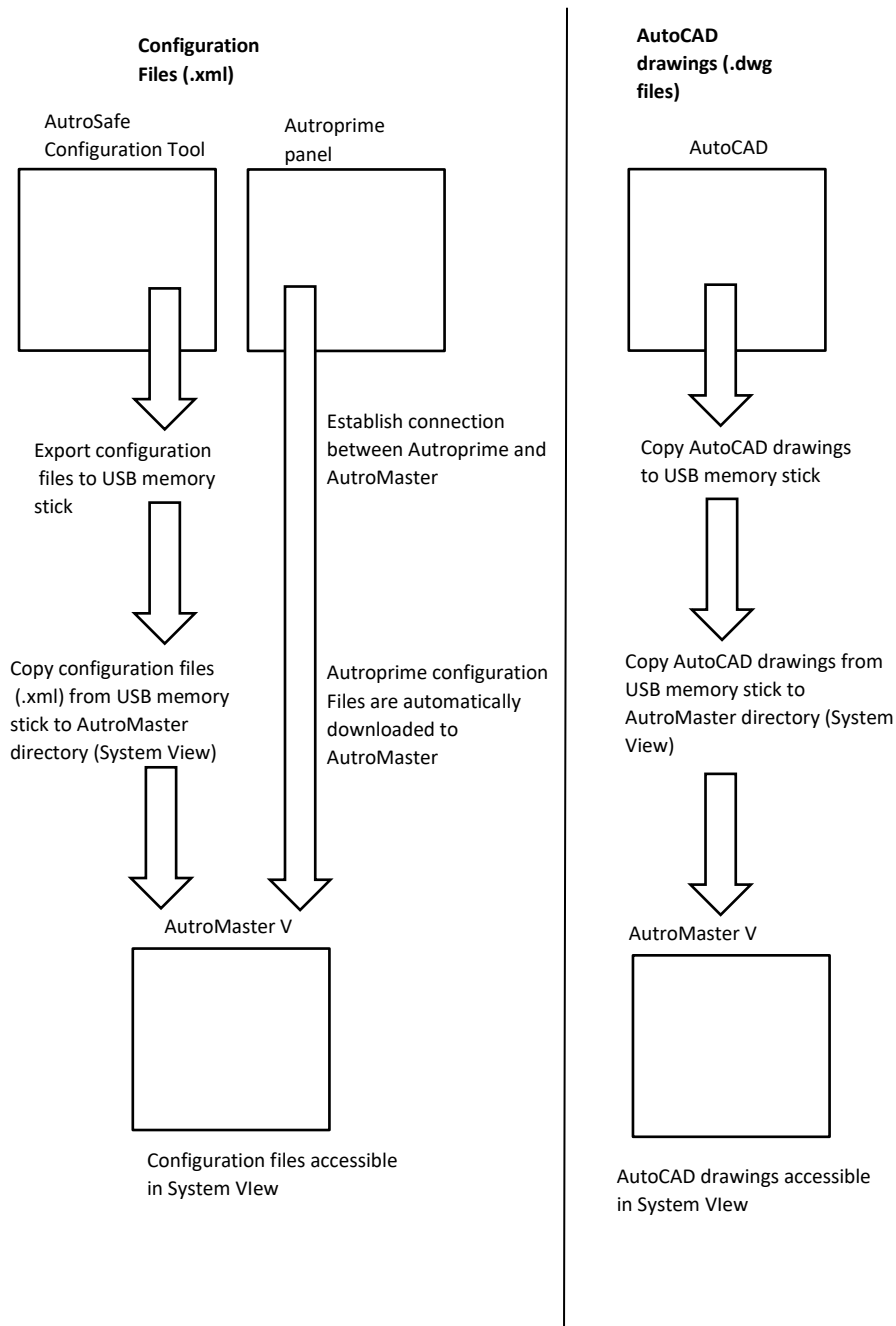 Configuration
Files (.xml)
AutroSafe
Configuration Tool
Autroprime
panel
Export configuration
files to USB memory
stick
Establish connection
between Autroprime and
AutroMaster
Copy configuration files
(.xml) from USB memory
stick to AutroMaster
directory (System View)
Autroprime configuration
Files are automatically
downloaded to
AutroMaster
AutroMaster V
Configuration files accessible
in System VIew
AutoCAD
drawings (.dwg
files)
AutoCAD
Copy AutoCAD drawings
to USB memory stick
Copy AutoCAD drawings from
USB memory stick to
AutroMaster directory (System
View)
AutroMaster V
AutoCAD drawings accessible
in System VIew